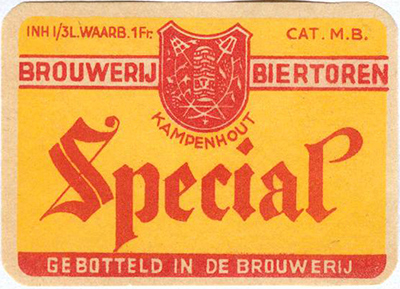 INH 1/3L.WAARB.1Fr. CAT. M.B.
BROUWERIJ BIERTOREN
KAMPENHOUT
Special
GEBOTTELD IN DE BROUWERIJ